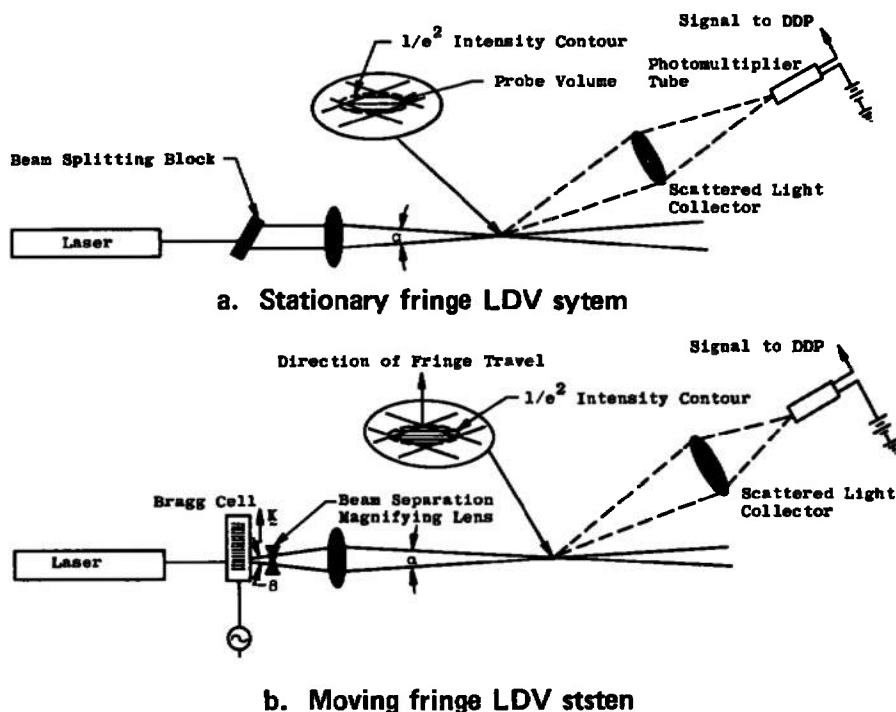 Signal to DDP
1/e² Intensity Contour
Photomultiplier
Tube
Probe Volume
Beam Splitting Block
Scattered Light
Collector
Laser
α
a. Stationary fringe LDV sytem
Signal to DDP
Direction of Fringe Travel
1/e² Intensity Contour
Bragg Cell
K
Beam Separation
Magnifying Lens
Scattered Light
Collector
Laser
α
θ
b. Moving fringe LDV ststen